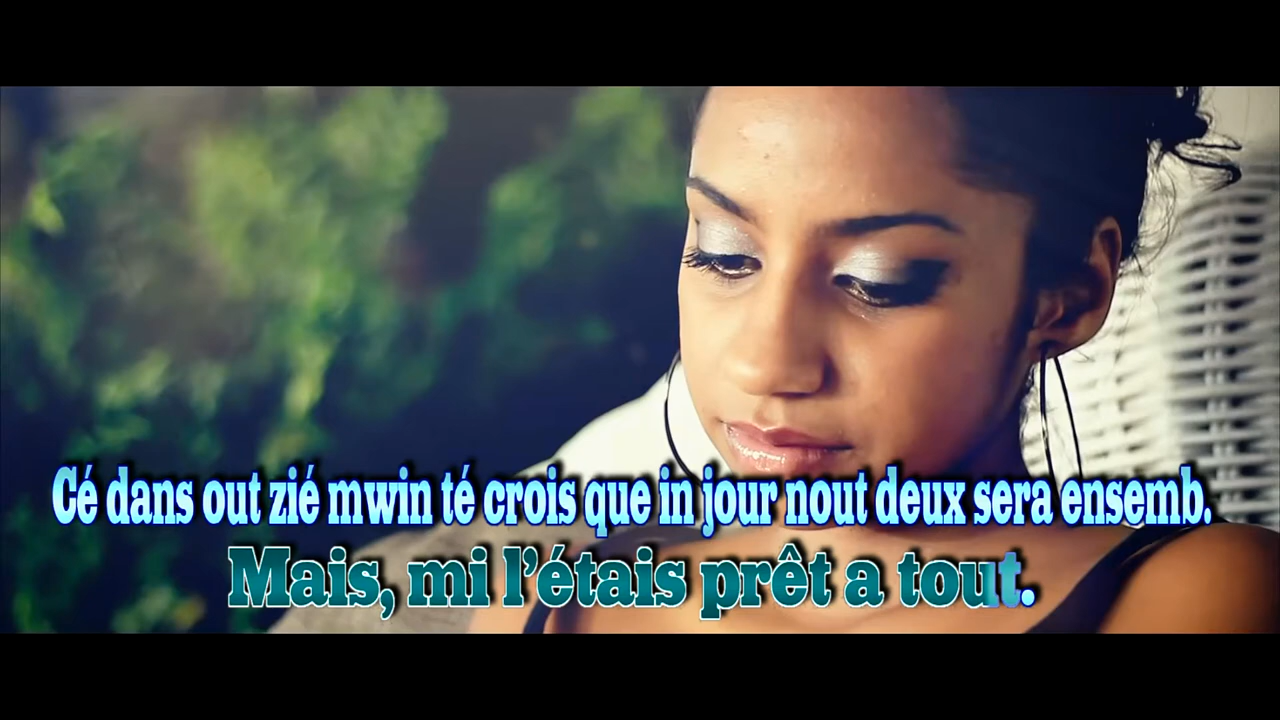 Cé dans out zié mwin té crois que in jour nout deux sera ensemb.
Mais, mi l’étais prêt a tout.